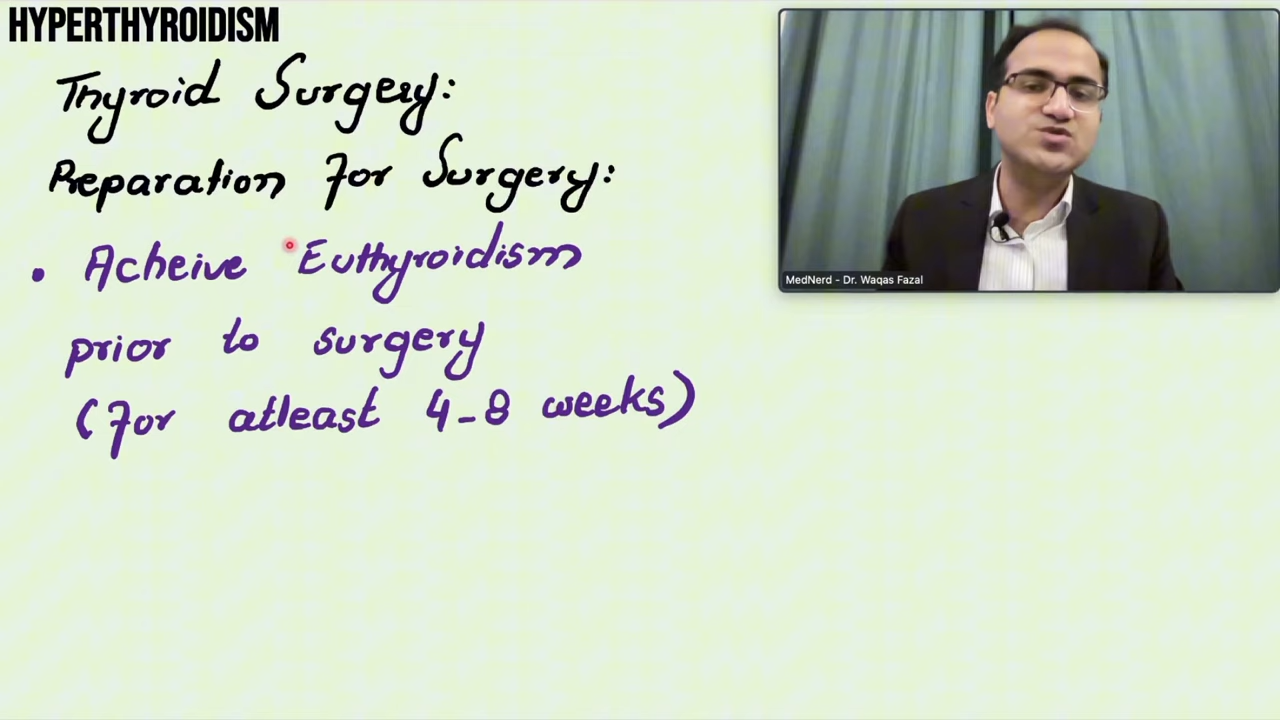 HYPERTHYROIDISM
Thyroid Surgery:
Preparation For Surgery:
• Acheive Euthyroidism
prior to surgery
(For atleast 4-8 weeks)
MedNerd - Dr. Waqas Fazal